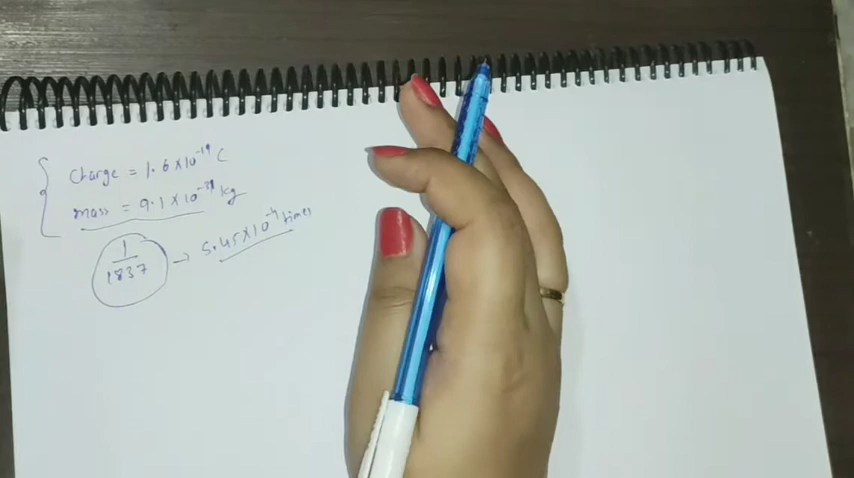 Charge = 1.6 × 10⁻¹⁹ C
mass = 9.1 × 10⁻³¹ kg
1/1837 → 5.45×10⁻⁴ times